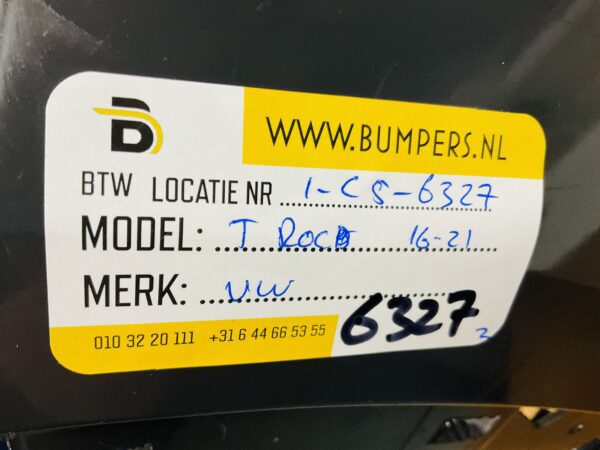 B
WWW.BUMPERS.NL
BTW LOCATIE NR 1-C8-6327
MODEL: T ROC 16-21
MERK: VW
010 32 20 111 +31 6 44 66 53 55
6327
2